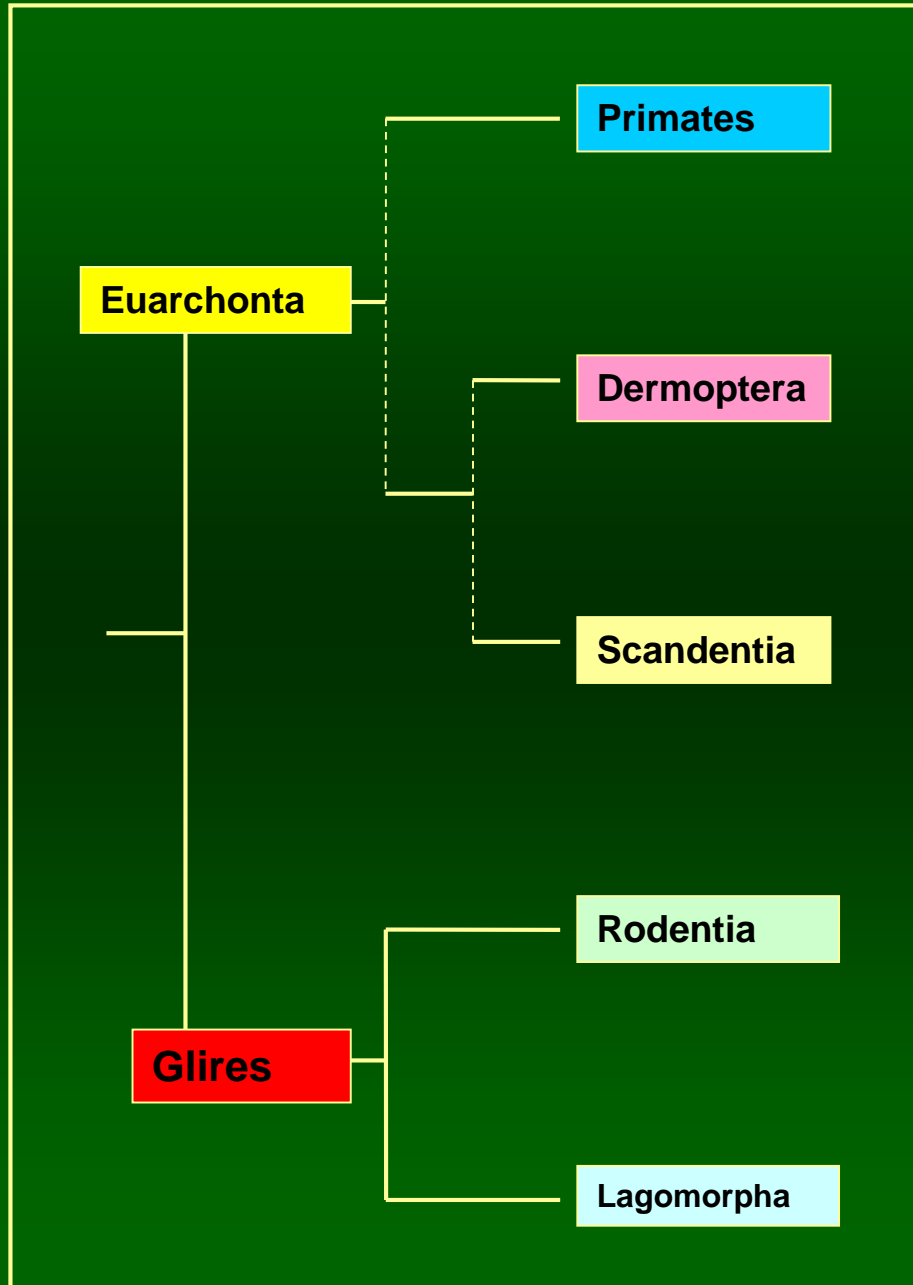 Primates
Euarchonta
Dermoptera
Scandentia
Rodentia
Glires
Lagomorpha